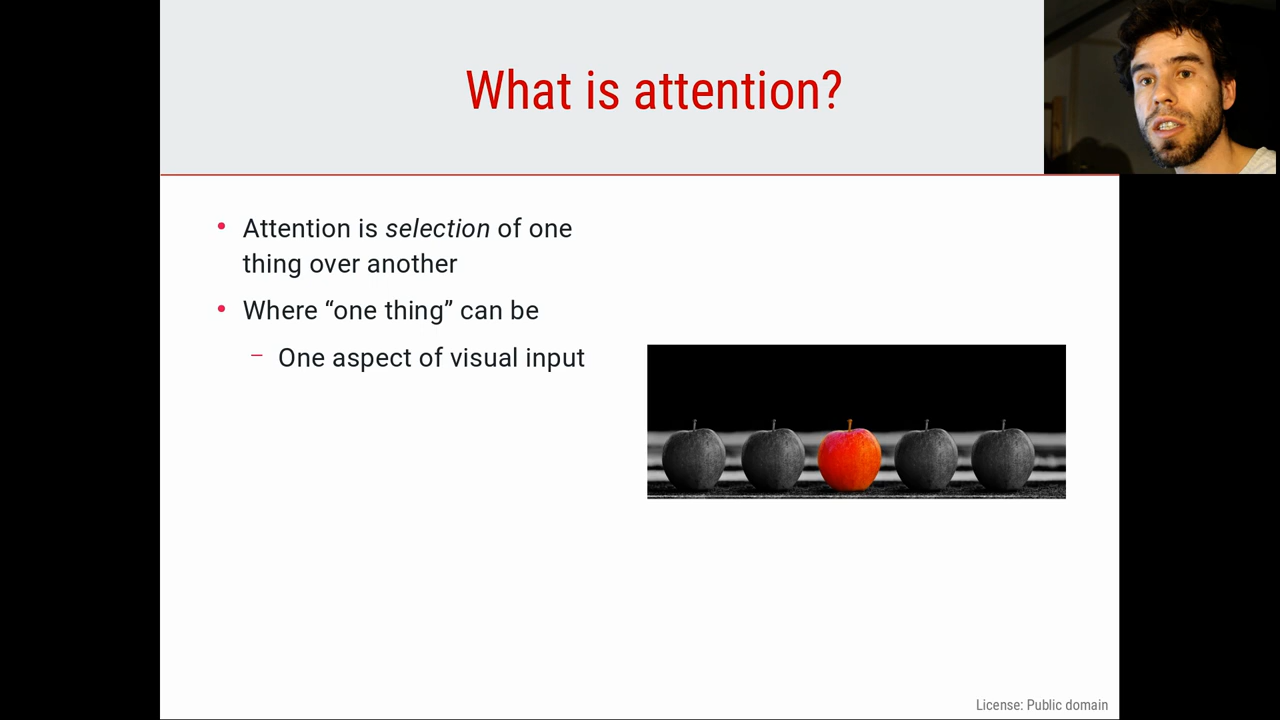 What is attention?
• Attention is selection of one
thing over another
• Where “one thing” can be
– One aspect of visual input
License: Public domain